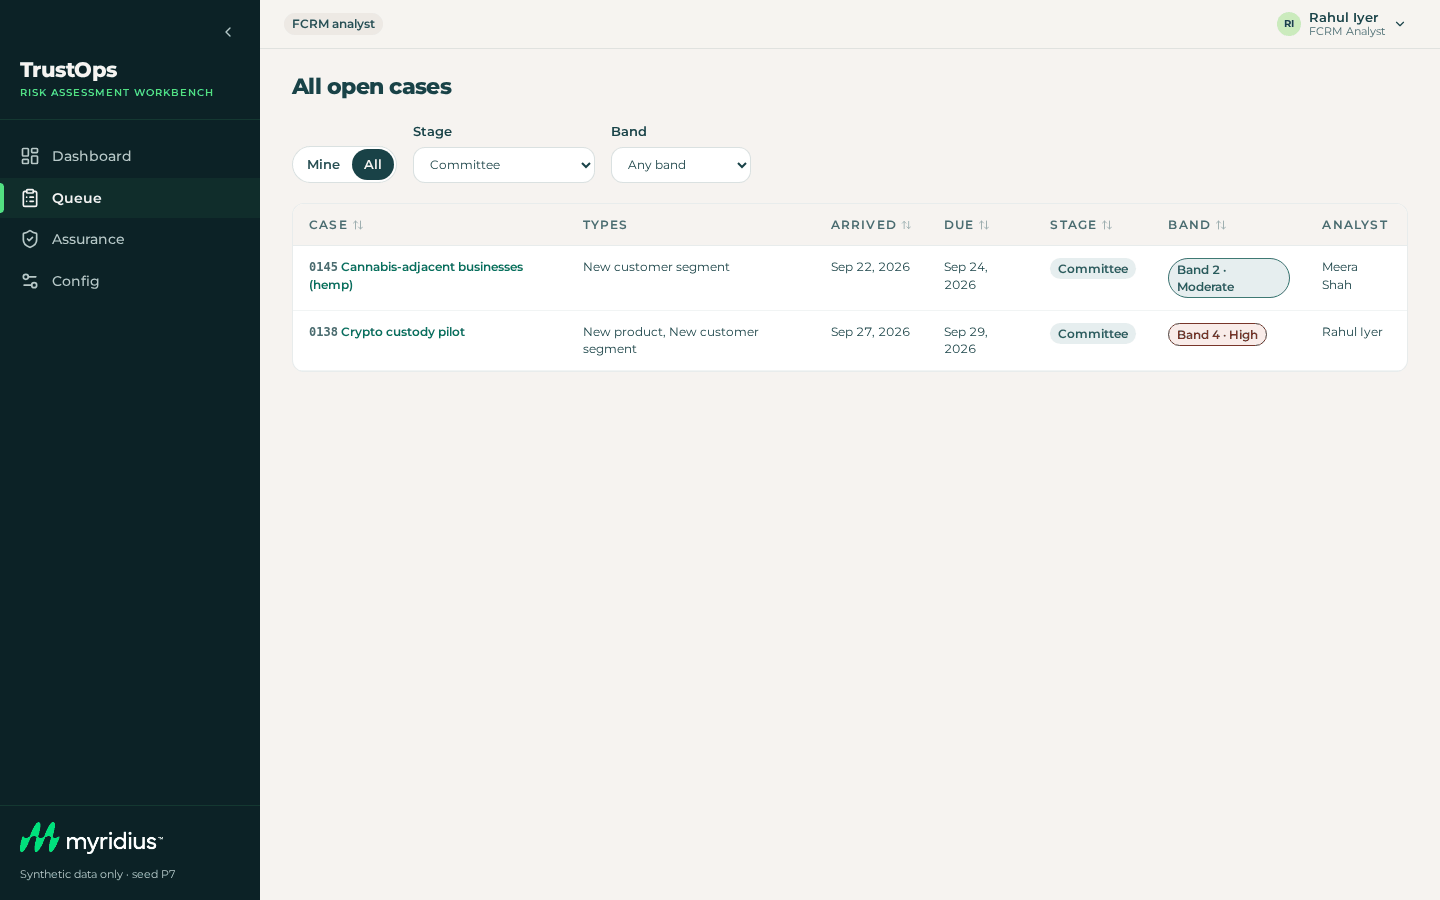 FCRM analyst
RI
Rahul Iyer
FCRM Analyst
TrustOps
RISK ASSESSMENT WORKBENCH
Dashboard
Queue
Assurance
Config
All open cases
Stage
Band
Mine
All
Committee
Any band
CASE
TYPES
ARRIVED
DUE
STAGE
BAND
ANALYST
0145 Cannabis-adjacent businesses
(hemp)
New customer segment
Sep 22, 2026
Sep 24,
2026
Committee
Band 2 ·
Moderate
Meera
Shah
0138 Crypto custody pilot
New product, New customer
segment
Sep 27, 2026
Sep 29,
2026
Committee
Band 4 · High
Rahul Iyer
myridius™
Synthetic data only · seed P7